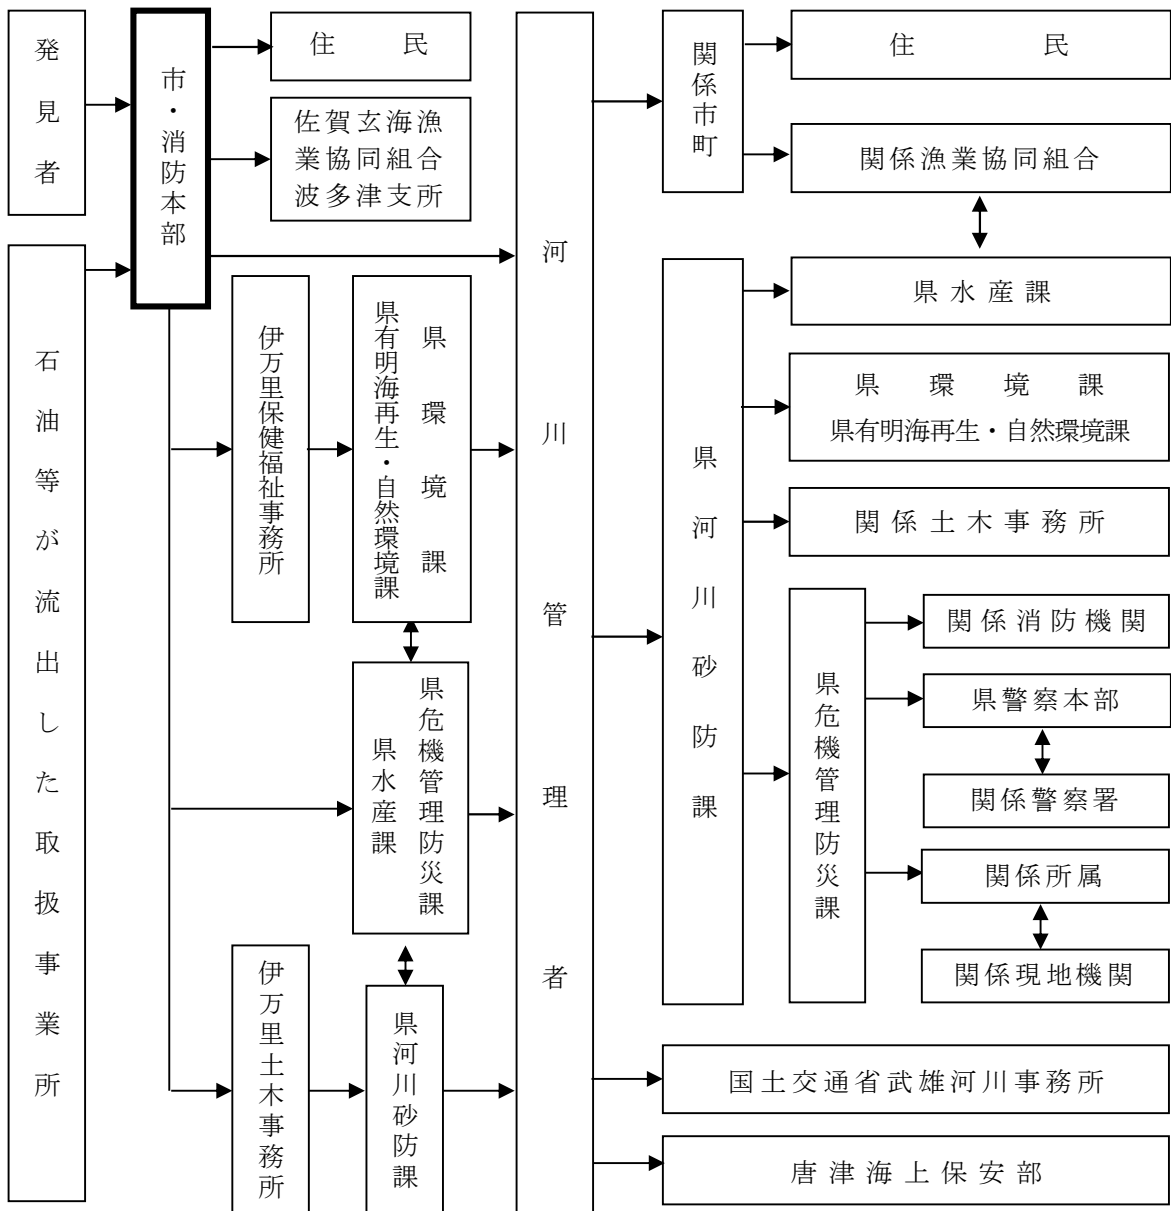 発見者
石油等が流出した取扱事業所
市・消防本部
住民
佐賀玄海漁
業協同組合
波多津支所
伊万里保健福祉事務所
県環境課
県有明海再生・自然環境課
県危機管理防災課
県水産課
伊万里土木事務所
県河川砂防課
河川管理者
関係市町
住民
関係漁業協同組合
県河川砂防課
県水産課
県環境課
県有明海再生・自然環境課
関係土木事務所
県危機管理防災課
関係消防機関
県警察本部
関係警察署
関係所属
関係現地機関
国土交通省武雄河川事務所
唐津海上保安部